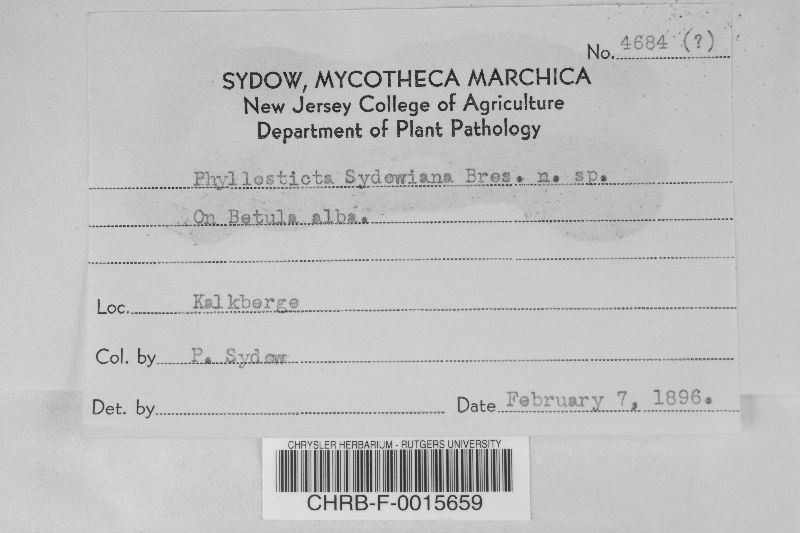 No. 4684 (?)
SYDOW, MYCOTHECA MARCHICA
New Jersey College of Agriculture
Department of Plant Pathology
Phyllosticta Sydowiana Bres. n. sp.
On Betula alba.
Loc. Kalkberge
Col. by P. Sydow
Det. by
Date February 7, 1896.
CHRYSLER HERBARIUM - RUTGERS UNIVERSITY
CHRB-F-0015659